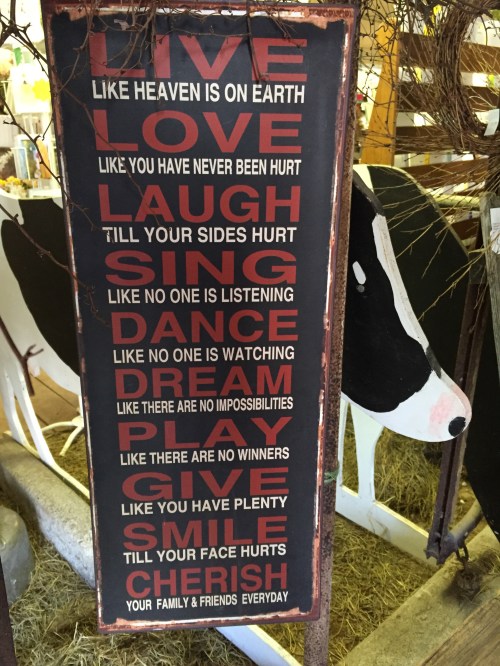 LIVE
LIKE HEAVEN IS ON EARTH
LOVE
LIKE YOU HAVE NEVER BEEN HURT
LAUGH
TILL YOUR SIDES HURT
SING
LIKE NO ONE IS LISTENING
DANCE
LIKE NO ONE IS WATCHING
DREAM
LIKE THERE ARE NO IMPOSSIBILITIES
PLAY
LIKE THERE ARE NO WINNERS
GIVE
LIKE YOU HAVE PLENTY
SMILE
TILL YOUR FACE HURTS
CHERISH
YOUR FAMILY & FRIENDS EVERYDAY